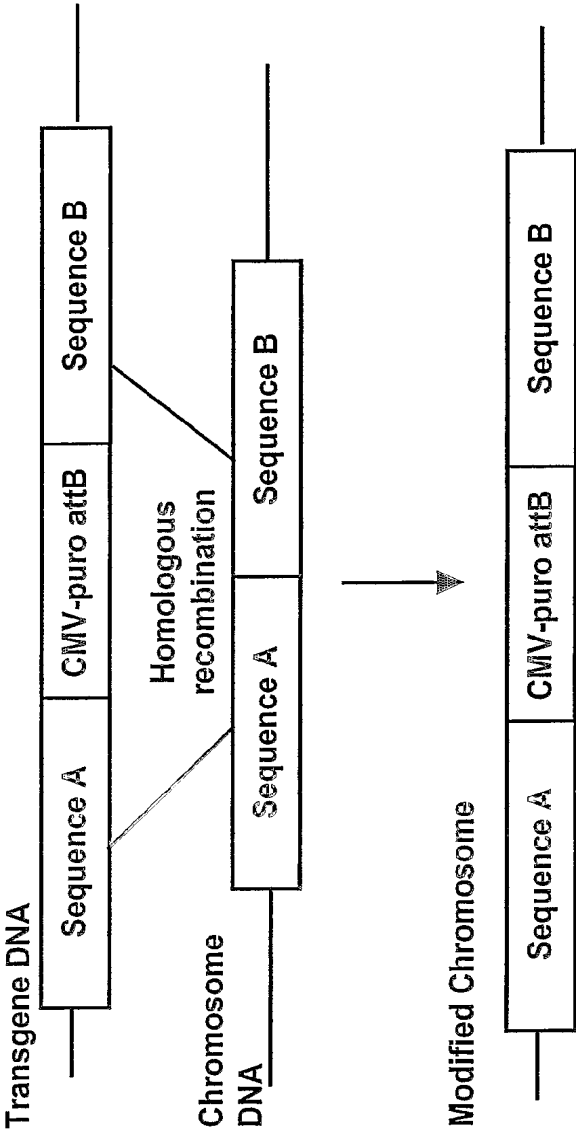 Transgene DNA
Sequence A
CMV-puro attB
Sequence B
Homologous
recombination
Chromosome
DNA
Sequence A
Sequence B
Modified Chromosome
Sequence A
CMV-puro attB
Sequence B